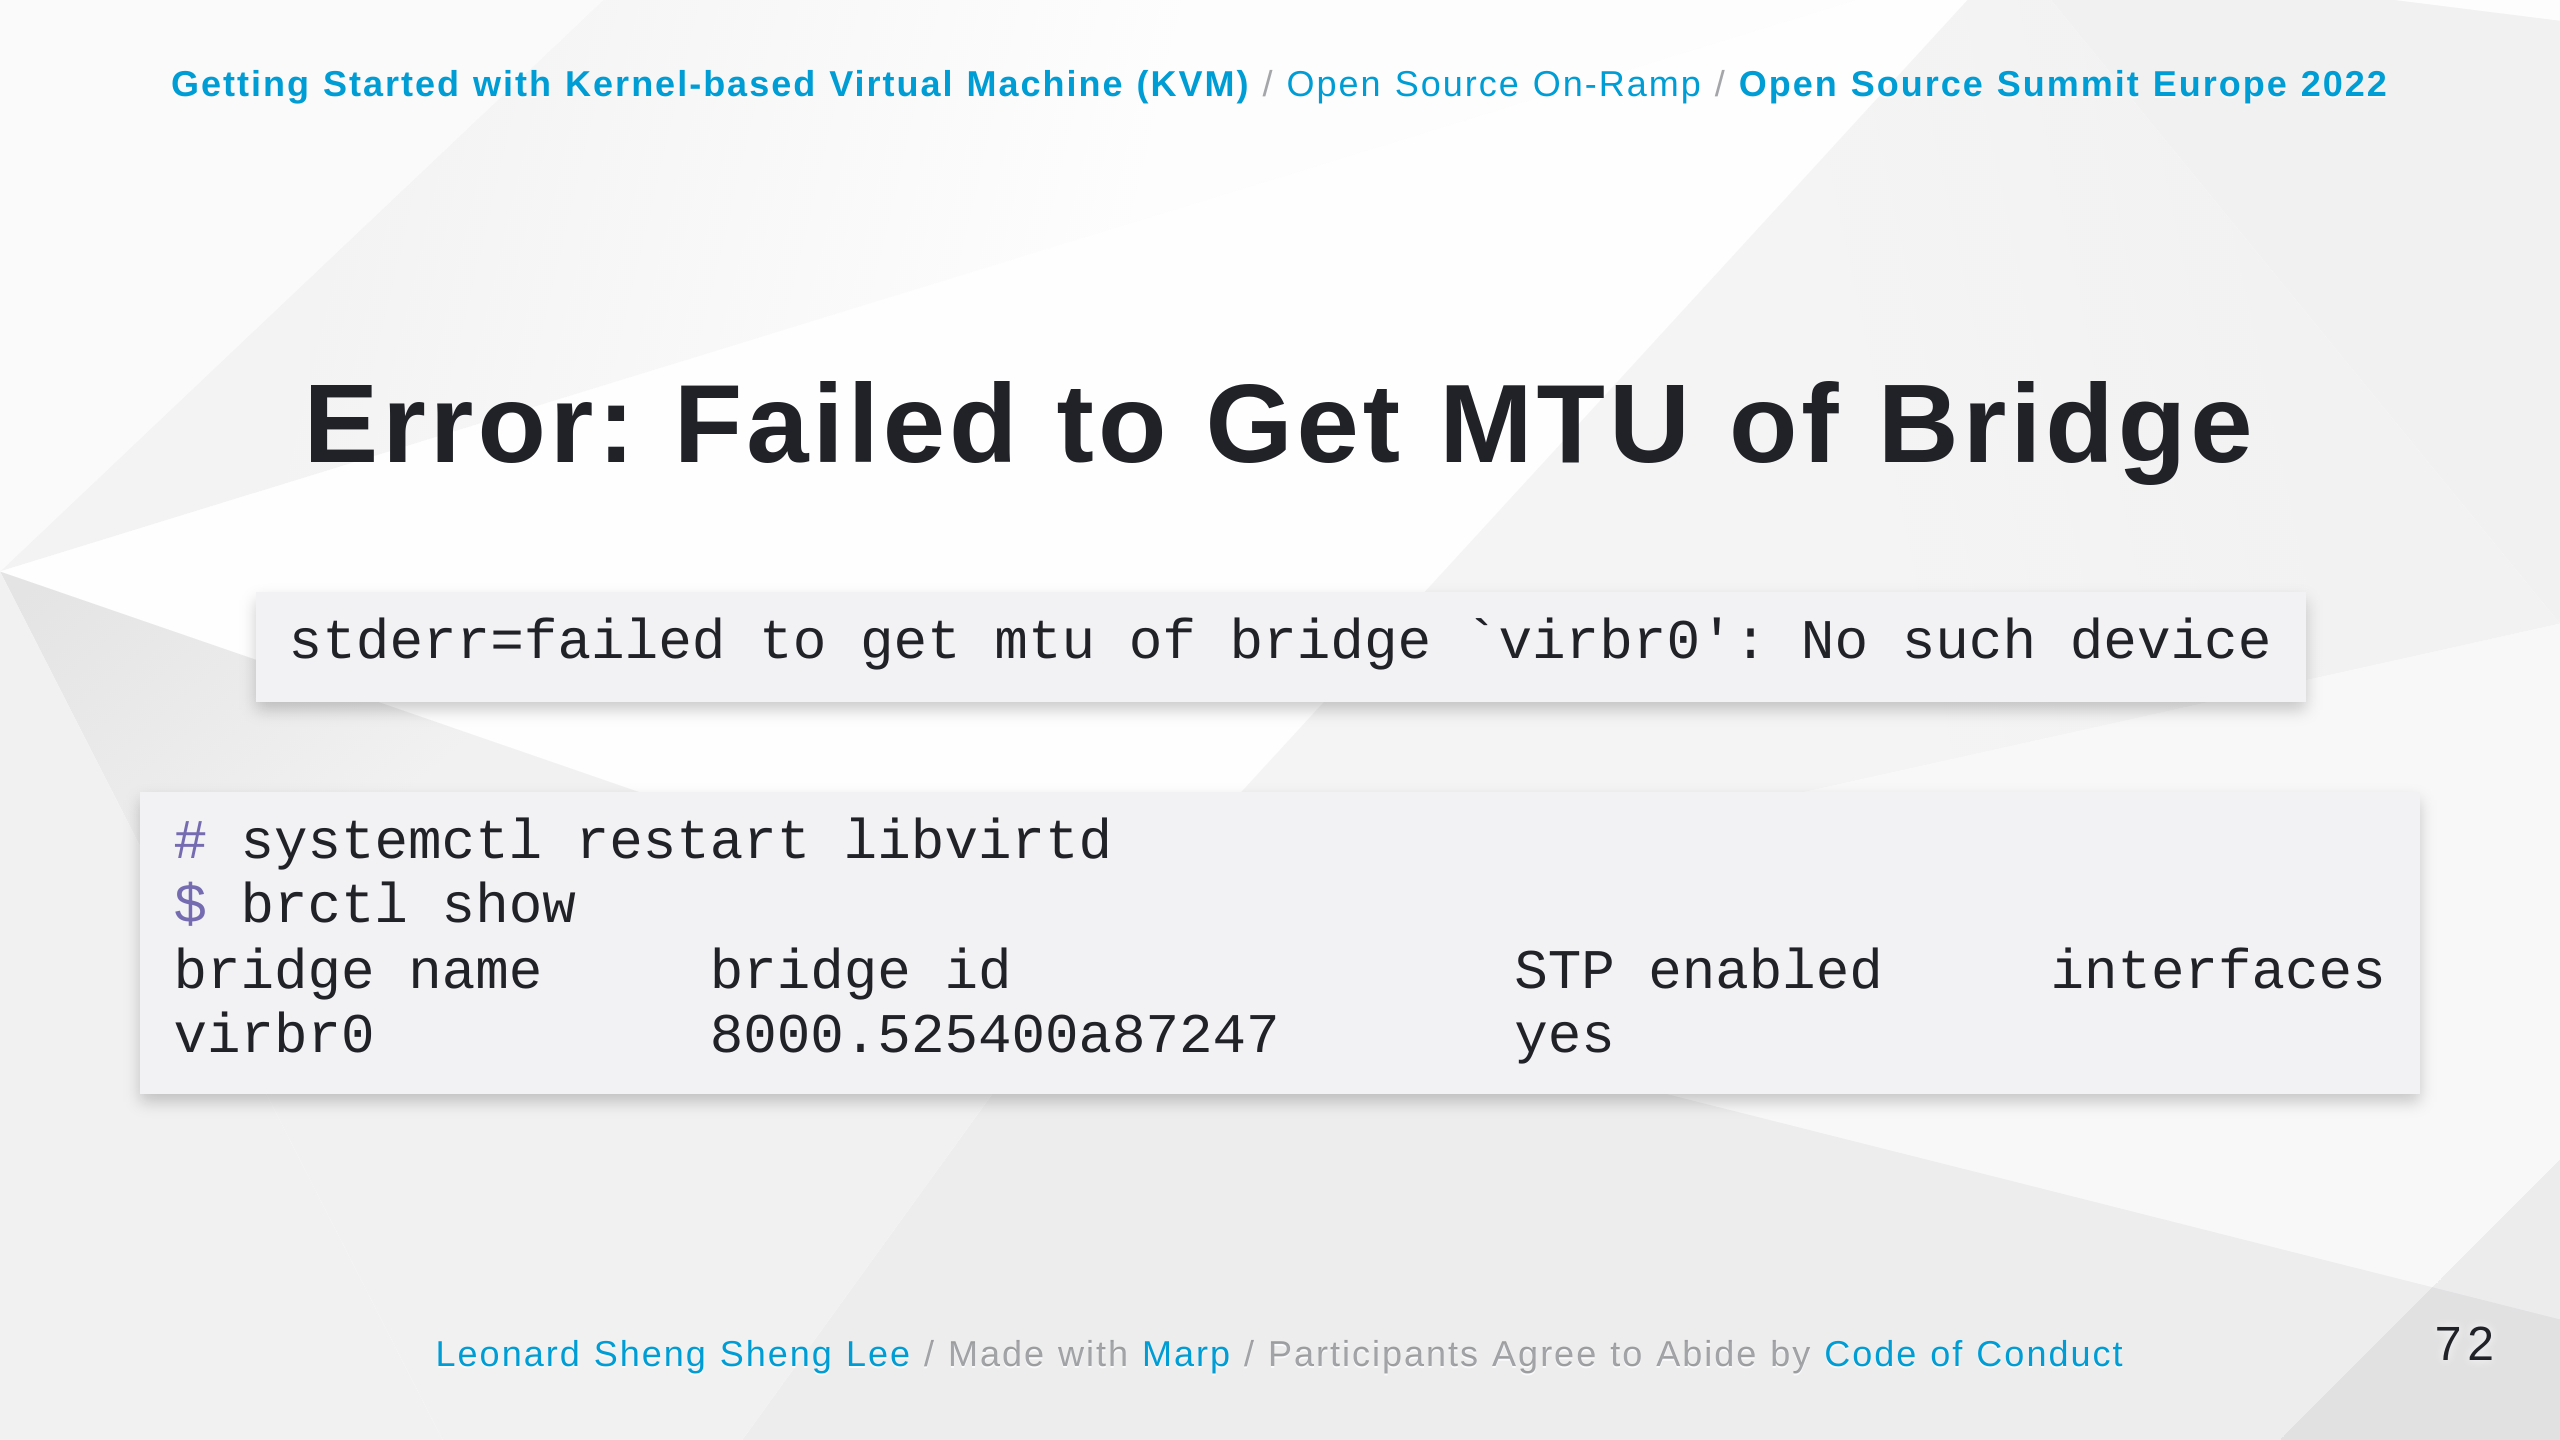 Getting Started with Kernel-based Virtual Machine (KVM) / Open Source On-Ramp / Open Source Summit Europe 2022
Error: Failed to Get MTU of Bridge
stderr=failed to get mtu of bridge `virbr0': No such device
# systemctl restart libvirtd
$ brctl show
bridge name     bridge id               STP enabled     interfaces
virbr0          8000.525400a87247       yes
Leonard Sheng Sheng Lee / Made with Marp / Participants Agree to Abide by Code of Conduct
72